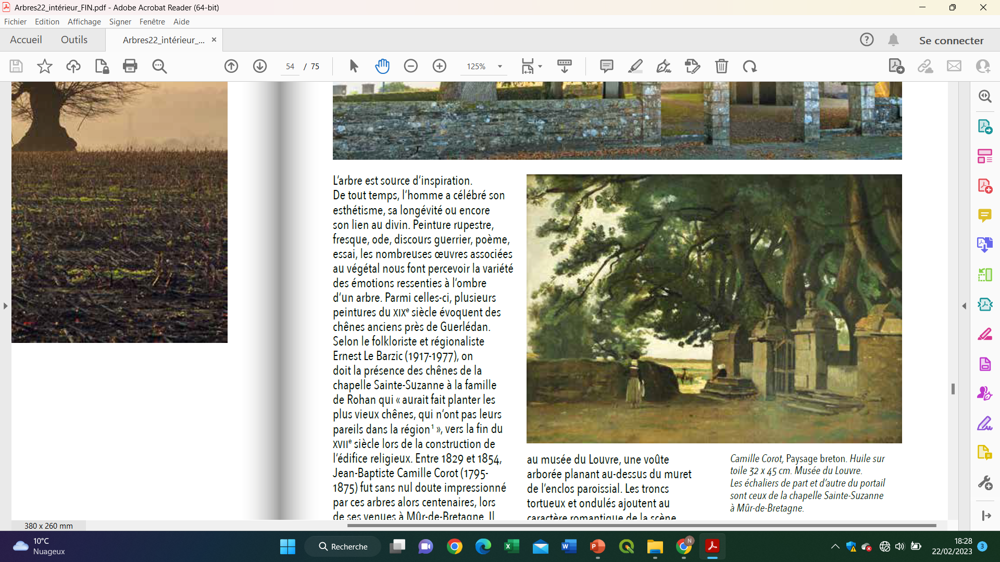 Arbres22_intérieur_FIN.pdf - Adobe Acrobat Reader (64-bit)
Fichier Edition Affichage Signer Fenêtre Aide
Accueil Outils Arbres22_intérieur_... × Se connecter
54 / 75 125%
L'arbre est source d'inspiration.
De tout temps, l'homme a célébré son
esthétisme, sa longévité ou encore
son lien au divin. Peinture rupestre,
fresque, ode, discours guerrier, poème,
essai, les nombreuses œuvres associées
au végétal nous font percevoir la variété
des émotions ressenties à l'ombre
d'un arbre. Parmi celles-ci, plusieurs
peintures du XIXe siècle évoquent des
chênes anciens près de Guerlédan.
Selon le folkloriste et régionaliste
Ernest Le Barzic (1917-1977), on
doit la présence des chênes de la
chapelle Sainte-Suzanne à la famille
de Rohan qui « aurait fait planter les
plus vieux chênes, qui n'ont pas leurs
pareils dans la région¹ », vers la fin du
XVIIe siècle lors de la construction de
l'édifice religieux. Entre 1829 et 1854,
Jean-Baptiste Camille Corot (1795-
1875) fut sans nul doute impressionné
par ces arbres alors centenaires, lors
de ses venues à Mûr-de-Bretagne. Il
au musée du Louvre, une voûte
arborée planant au-dessus du muret
de l'enclos paroissial. Les troncs
tortueux et ondulés ajoutent au
caractère romantique de la scène
Camille Corot, Paysage breton. Huile sur
toile 32 x 45 cm. Musée du Louvre.
Les échaliers de part et d'autre du portail
sont ceux de la chapelle Sainte-Suzanne
à Mûr-de-Bretagne.
380 x 260 mm
10°C
Nuageux
Recherche
N
18:28
22/02/2023
3